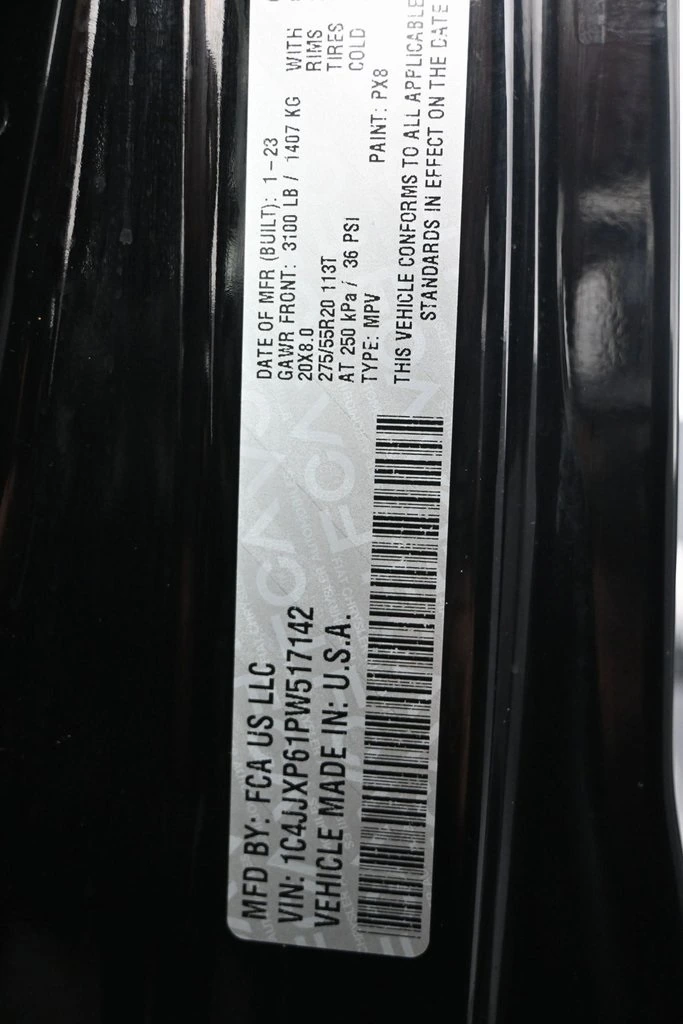 MFD BY: FCA US LLC
VIN: 1C4JJXP61PW517142
VEHICLE MADE IN: U.S.A.
DATE OF MFR (BUILT): 1-23
GAWR FRONT: 3100 LB / 1407 KG WITH
20X8.0 RIMS
275/55R20 113T TIRES
AT 250 kPa / 36 PSI COLD
TYPE: MPV PAINT: PX8
THIS VEHICLE CONFORMS TO ALL APPLICABLE
STANDARDS IN EFFECT ON THE DATE
FCA
FCA